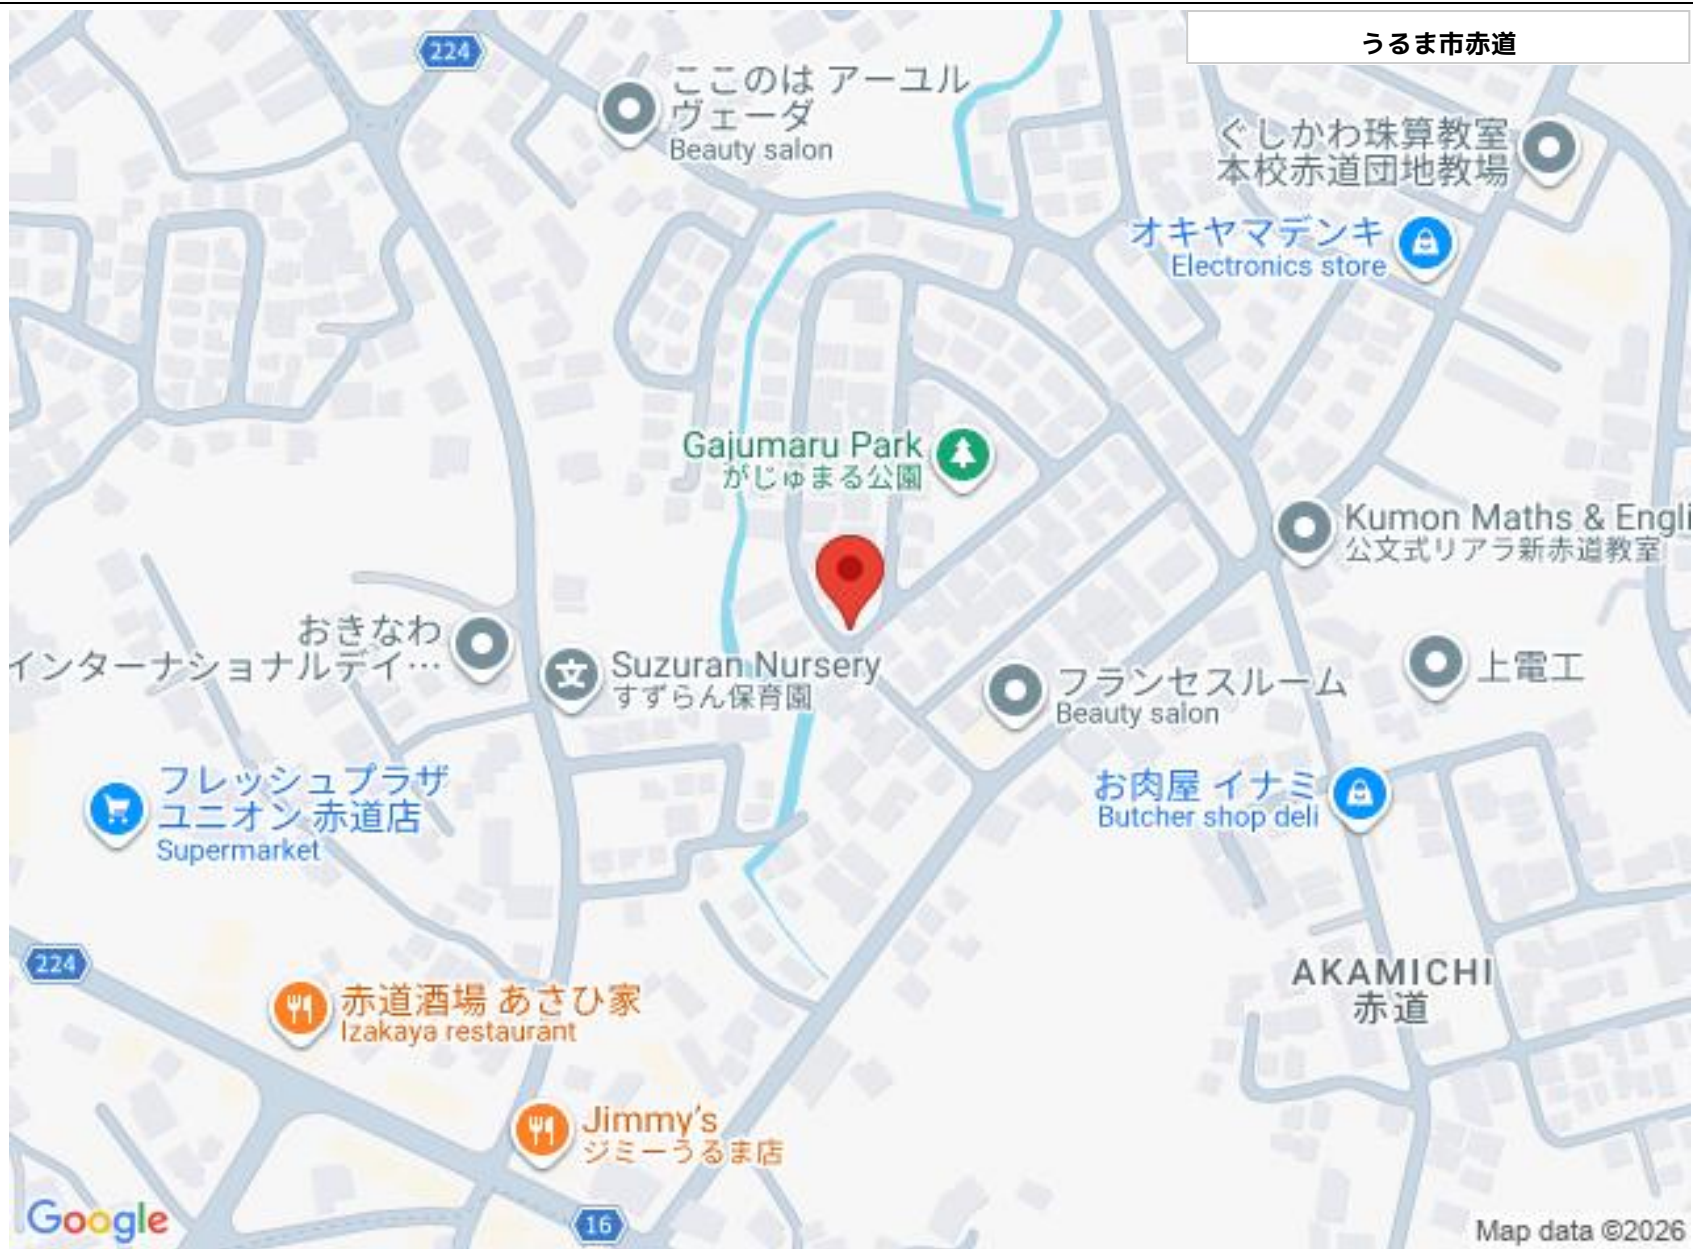 うるま市赤道
224
ここのは アーユル
ヴェーダ
Beauty salon
ぐしかわ珠算教室
本校赤道団地教場
オキヤマデンキ
Electronics store
Gajumaru Park
がじゅまる公園
Kumon Maths & Engli
公文式リアラ新赤道教室
おきなわ
インターナショナルデイ…
Suzuran Nursery
すずらん保育園
フランセスルーム
Beauty salon
上電工
フレッシュプラザ
ユニオン 赤道店
Supermarket
お肉屋 イナミ
Butcher shop deli
224
赤道酒場 あさひ家
Izakaya restaurant
AKAMICHI
赤道
Jimmy's
ジミーうるま店
16
Google
Map data ©2026